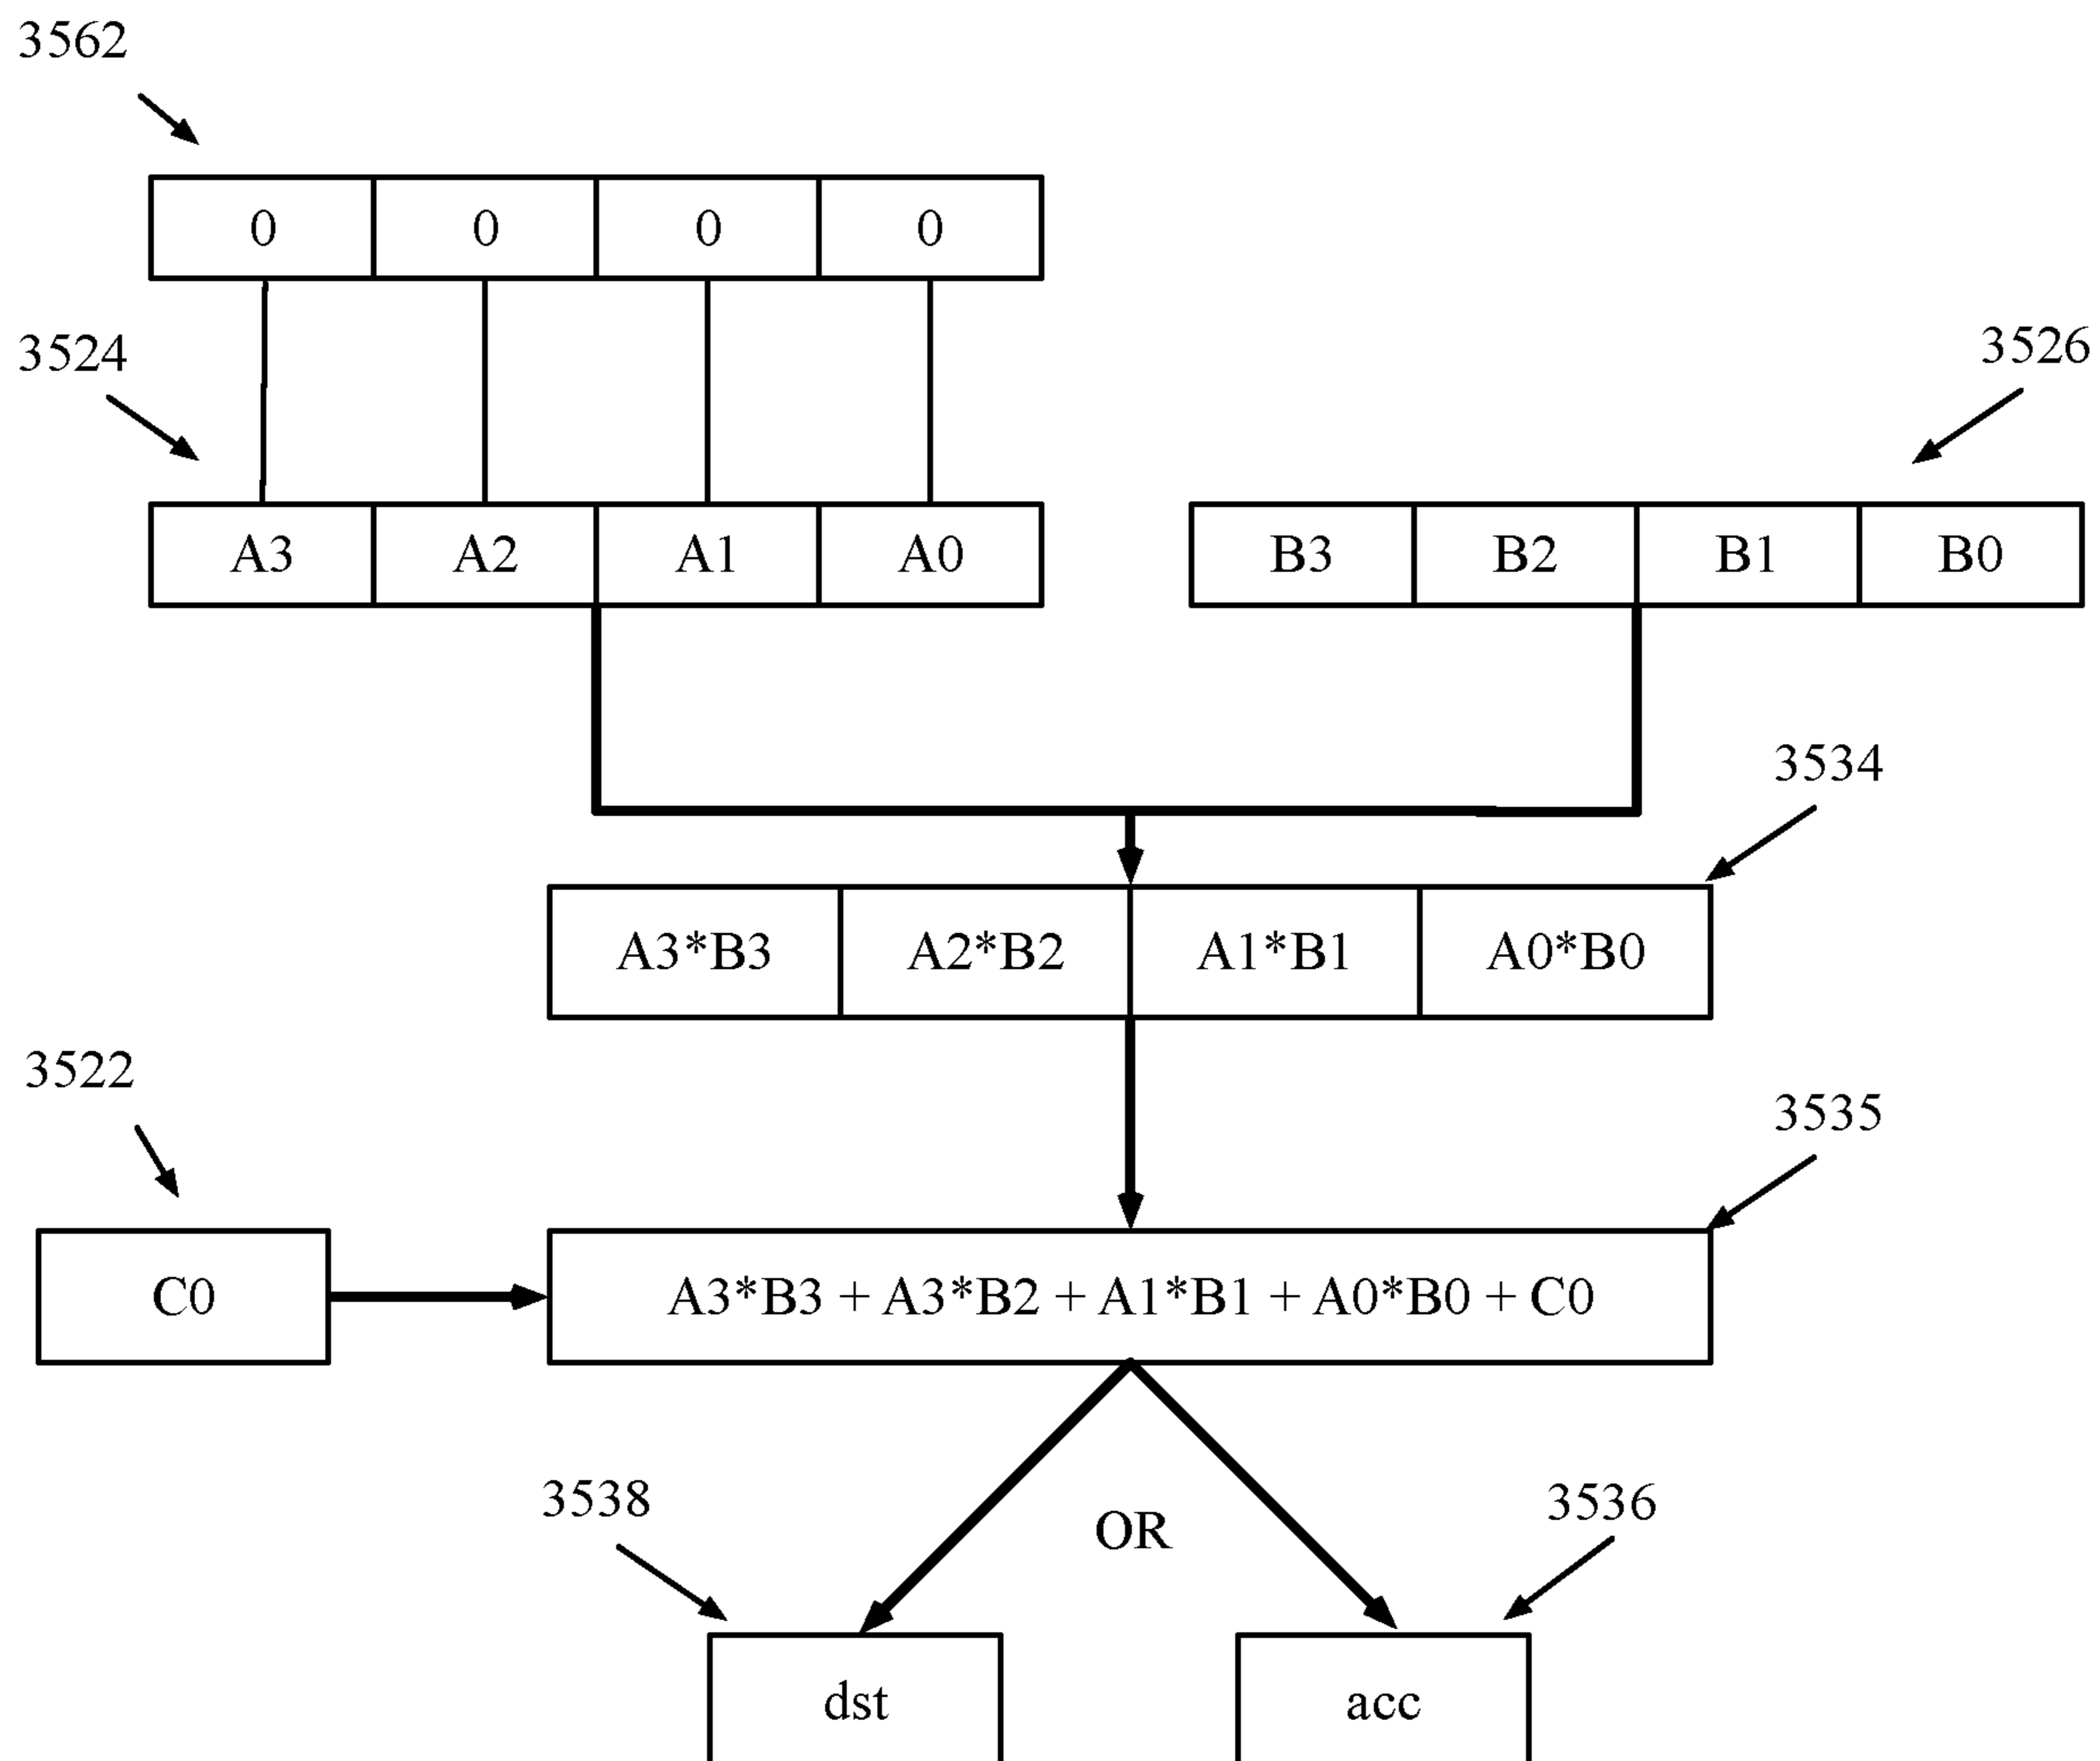 3562
0 0 0 0
3524
3526
A3 A2 A1 A0
B3 B2 B1 B0
3534
A3*B3 A2*B2 A1*B1 A0*B0
3522
3535
C0
A3*B3 + A3*B2 + A1*B1 + A0*B0 + C0
3538
OR
3536
dst
acc